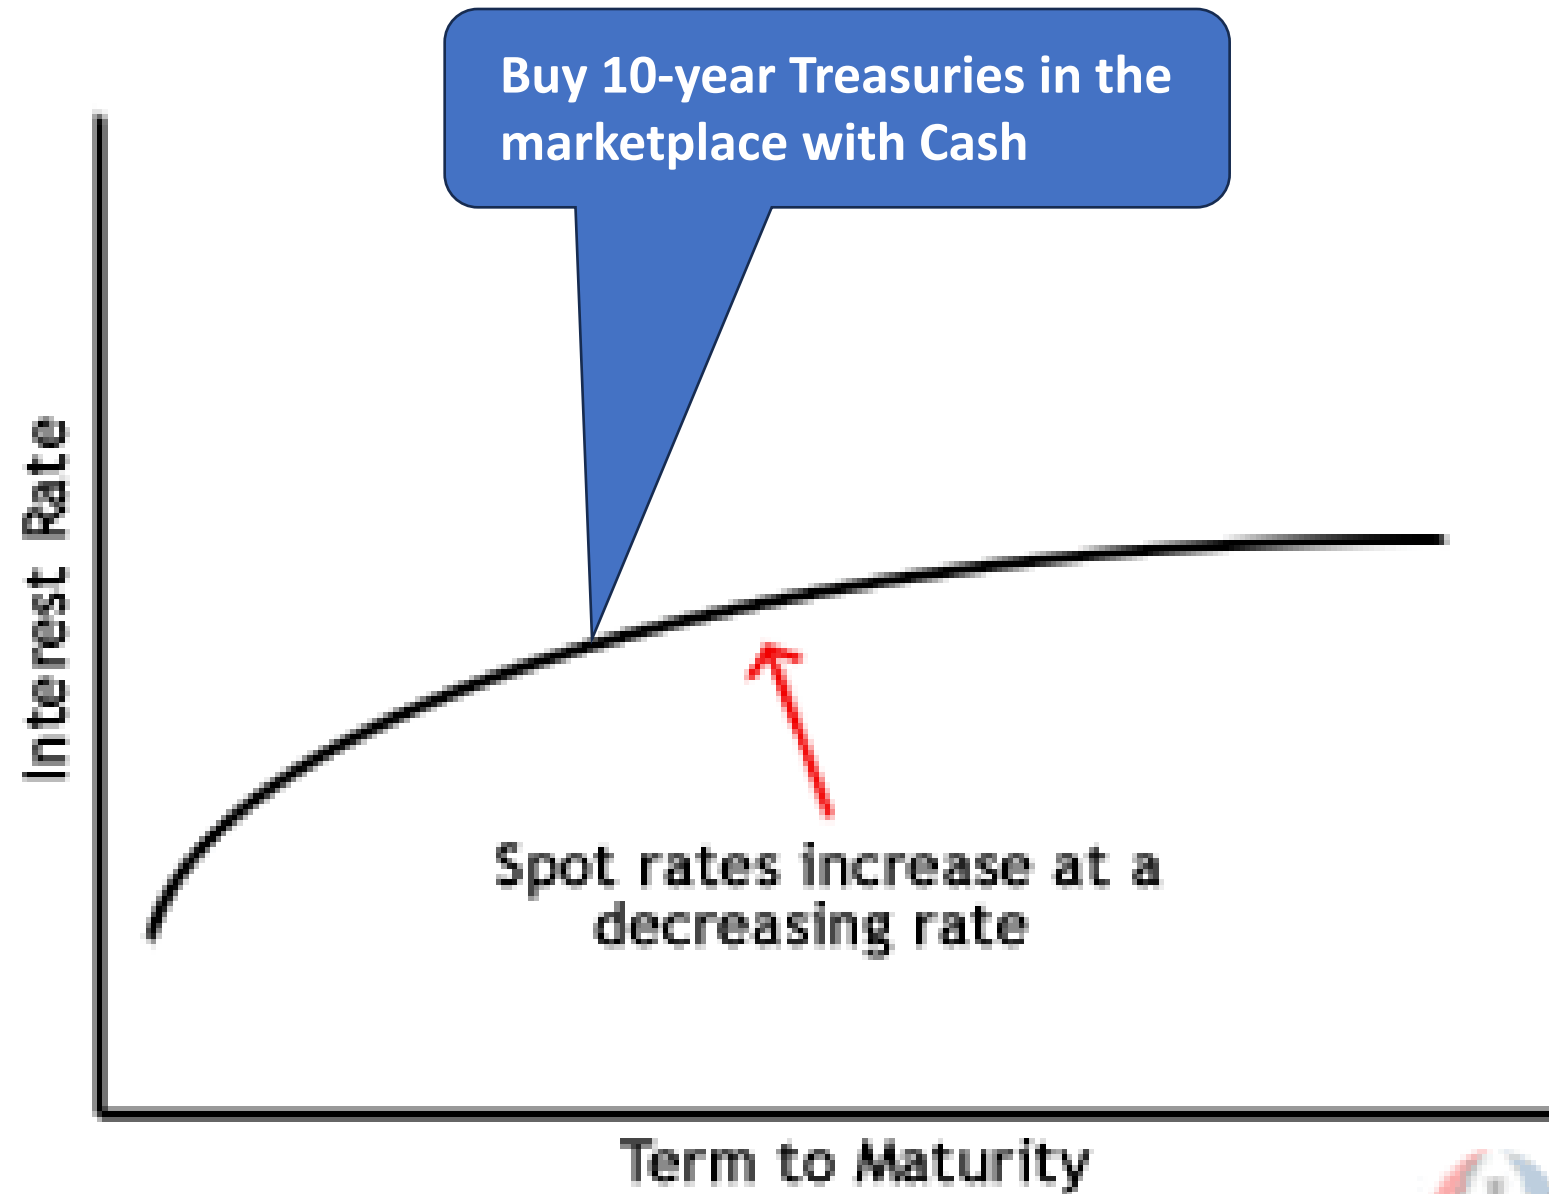 Buy 10-year Treasuries in the
marketplace with Cash
Interest Rate
Spot rates increase at a
decreasing rate
Term to Maturity